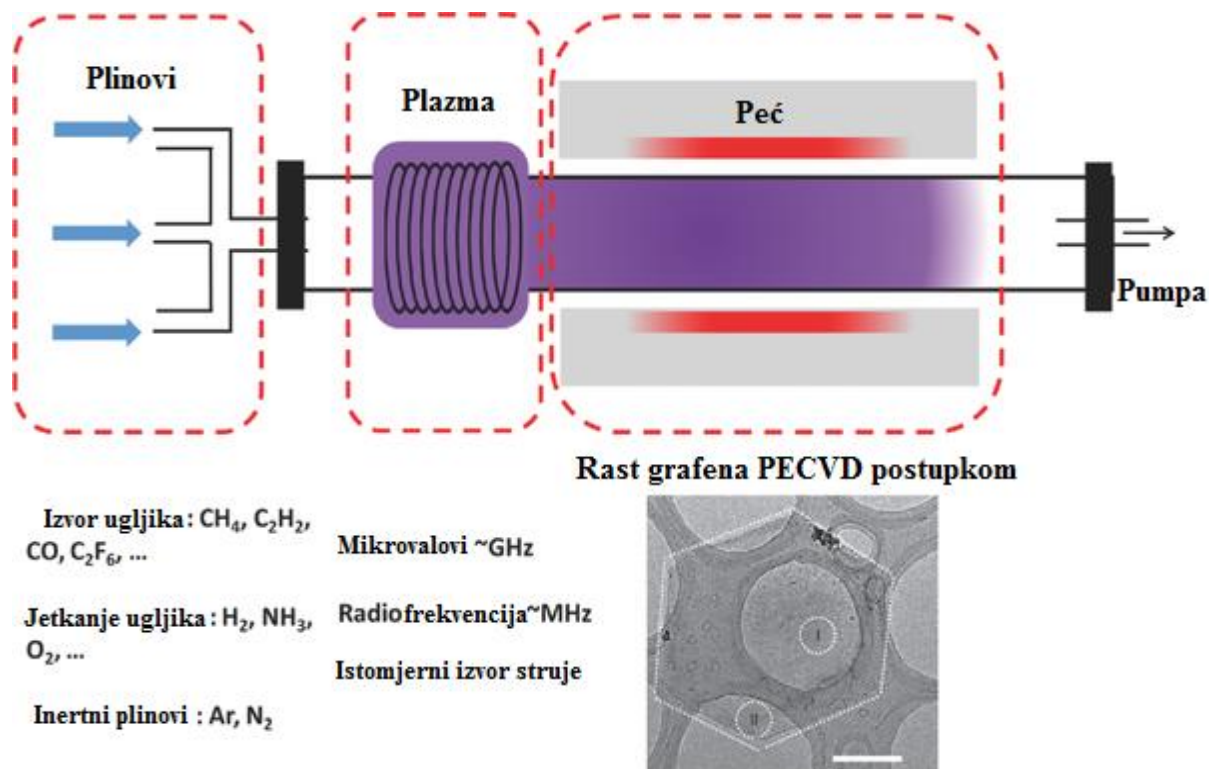 Plinovi
Plazma
Peć
Pumpa
Rast grafena PECVD postupkom
Izvor ugljika : CH₄, C₂H₂,
CO, C₂F₆, ...
Jetkanje ugljika : H₂, NH₃,
O₂, ...
Inertni plinovi : Ar, N₂
Mikrovalovi ~GHz
Radiofrekvencija~MHz
Istomjerni izvor struje
I
II